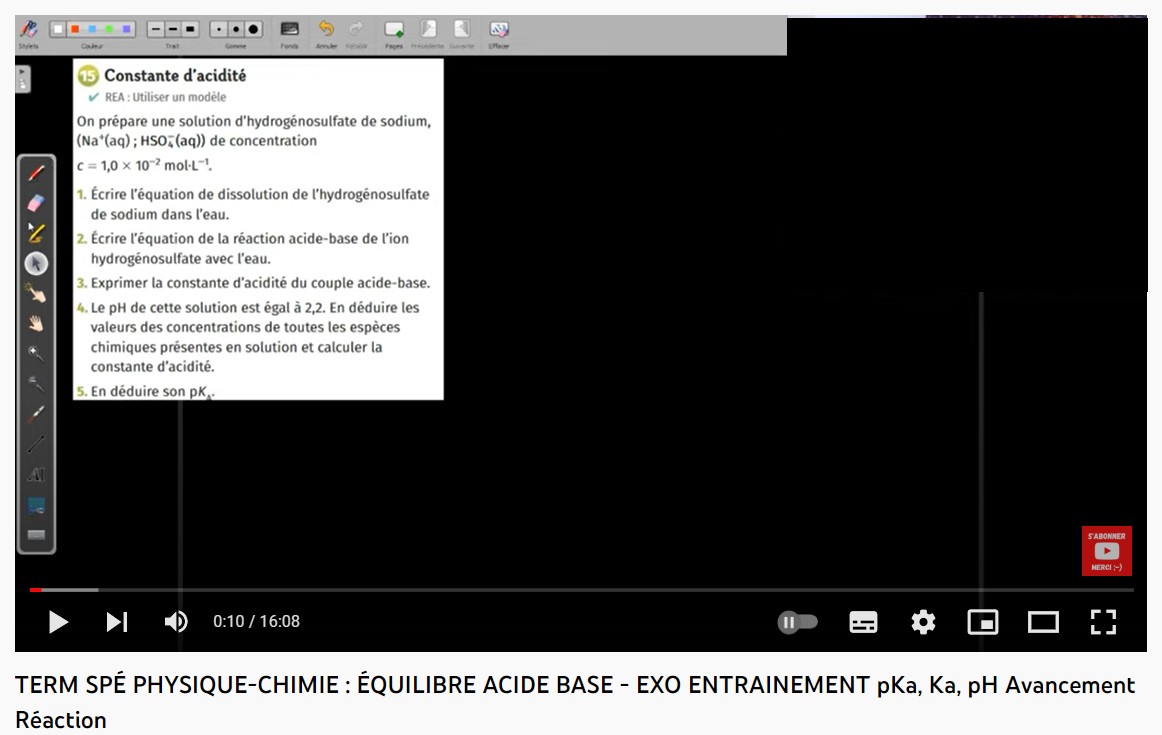 Stylets Couleur Trait Gomme Fonds Annuler Rétablir Pages Précédente Suivante Effacer
15 Constante d'acidité
✔ REA : Utiliser un modèle
On prépare une solution d'hydrogénosulfate de sodium,
(Na⁺(aq) ; HSO₄⁻(aq)) de concentration
c = 1,0 × 10⁻² mol·L⁻¹.
1. Écrire l'équation de dissolution de l'hydrogénosulfate
de sodium dans l'eau.
2. Écrire l'équation de la réaction acide-base de l'ion
hydrogénosulfate avec l'eau.
3. Exprimer la constante d'acidité du couple acide-base.
4. Le pH de cette solution est égal à 2,2. En déduire les
valeurs des concentrations de toutes les espèces
chimiques présentes en solution et calculer la
constante d'acidité.
5. En déduire son pKₐ.
AI
S'ABONNER
MERCI :-)
0:10 / 16:08
TERM SPÉ PHYSIQUE-CHIMIE : ÉQUILIBRE ACIDE BASE - EXO ENTRAINEMENT pKa, Ka, pH Avancement
Réaction